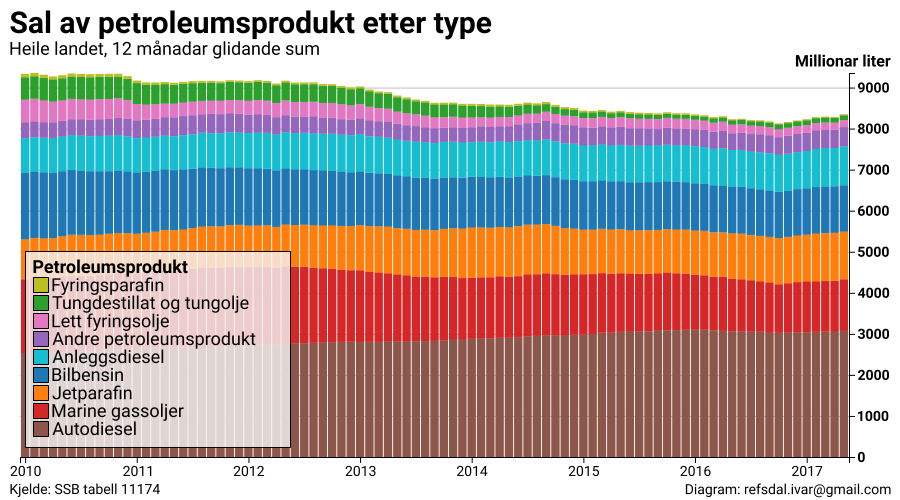 Sal av petroleumsprodukt etter type
Heile landet, 12 månadar glidande sum
Millionar liter
9000
8000
7000
6000
5000
4000
3000
2000
1000
0
Petroleumsprodukt
Fyringsparafin
Tungdestillat og tungolje
Lett fyringsolje
Andre petroleumsprodukt
Anleggsdiesel
Bilbensin
Jetparafin
Marine gassoljer
Autodiesel
2010 2011 2012 2013 2014 2015 2016 2017
Kjelde: SSB tabell 11174 Diagram: refsdal.ivar@gmail.com